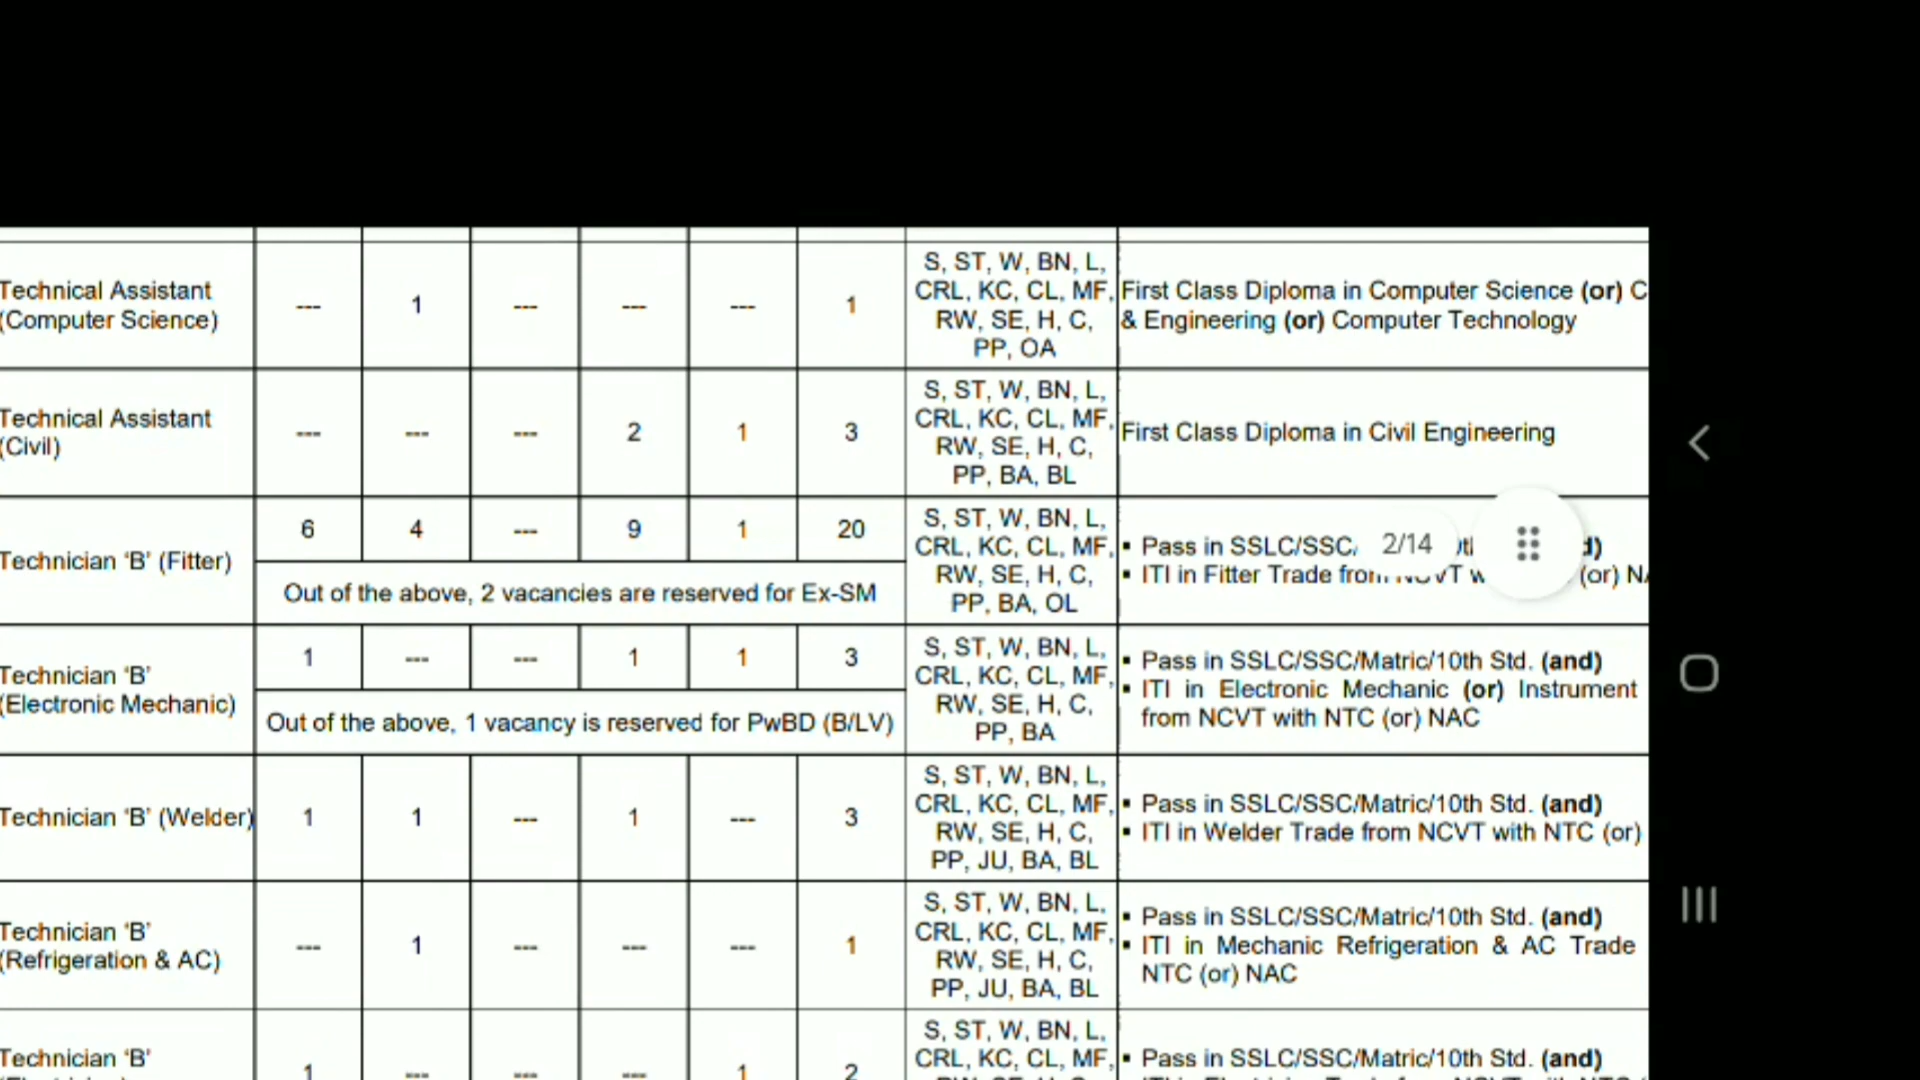 Technical Assistant
(Computer Science)
--- 1 --- --- --- 1
S, ST, W, BN, L,
CRL, KC, CL, MF,
RW, SE, H, C,
PP, OA
First Class Diploma in Computer Science (or) C
& Engineering (or) Computer Technology
Technical Assistant
(Civil)
--- --- --- 2 1 3
S, ST, W, BN, L,
CRL, KC, CL, MF,
RW, SE, H, C,
PP, BA, BL
First Class Diploma in Civil Engineering
Technician ‘B’ (Fitter)
6 4 --- 9 1 20
Out of the above, 2 vacancies are reserved for Ex-SM
S, ST, W, BN, L,
CRL, KC, CL, MF,
RW, SE, H, C,
PP, BA, OL
▪ Pass in SSLC/SSC/
2/14
▪ ITI in Fitter Trade from (or)
Technician ‘B’
(Electronic Mechanic)
1 --- --- 1 1 3
Out of the above, 1 vacancy is reserved for PwBD (B/LV)
S, ST, W, BN, L,
CRL, KC, CL, MF,
RW, SE, H, C,
PP, BA
▪ Pass in SSLC/SSC/Matric/10th Std. (and)
▪ ITI in Electronic Mechanic (or) Instrument
from NCVT with NTC (or) NAC
Technician ‘B’ (Welder)
1 1 --- 1 --- 3
S, ST, W, BN, L,
CRL, KC, CL, MF,
RW, SE, H, C,
PP, JU, BA, BL
▪ Pass in SSLC/SSC/Matric/10th Std. (and)
▪ ITI in Welder Trade from NCVT with NTC (or)
Technician ‘B’
(Refrigeration & AC)
--- 1 --- --- --- 1
S, ST, W, BN, L,
CRL, KC, CL, MF,
RW, SE, H, C,
PP, JU, BA, BL
▪ Pass in SSLC/SSC/Matric/10th Std. (and)
▪ ITI in Mechanic Refrigeration & AC Trade
NTC (or) NAC
Technician ‘B’
1 --- --- --- 1 2
S, ST, W, BN, L,
CRL, KC, CL, MF,
▪ Pass in SSLC/SSC/Matric/10th Std. (and)